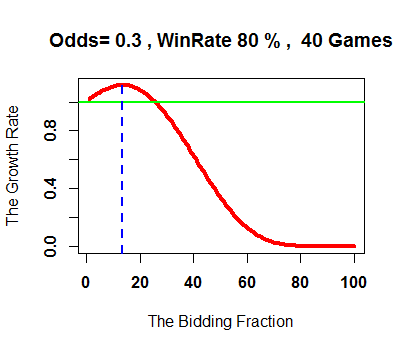 Odds= 0.3 , WinRate 80 % , 40 Games
The Growth Rate
0.8
0.4
0.0
0 20 40 60 80 100
The Bidding Fraction